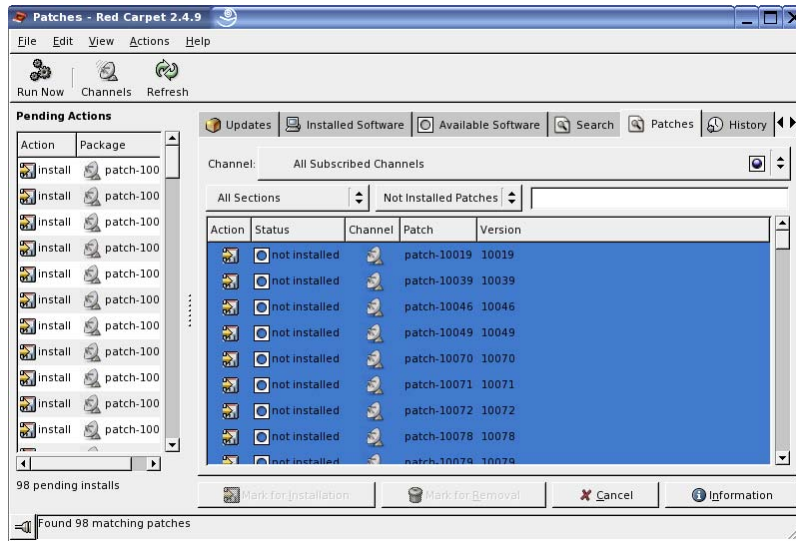 Patches - Red Carpet 2.4.9
File Edit View Actions Help
Run Now Channels Refresh
Pending Actions
Action Package
install patch-100
install patch-100
install patch-100
install patch-100
install patch-100
install patch-100
install patch-100
install patch-100
install patch-100
install patch-100
install patch-100
98 pending installs
Updates Installed Software Available Software Search Patches History
Channel: All Subscribed Channels
All Sections Not Installed Patches
Action Status Channel Patch Version
not installed patch-10019 10019
not installed patch-10039 10039
not installed patch-10046 10046
not installed patch-10049 10049
not installed patch-10070 10070
not installed patch-10071 10071
not installed patch-10072 10072
not installed patch-10078 10078
not installed patch-10079 10079
Mark for Installation Mark for Removal Cancel Information
Found 98 matching patches